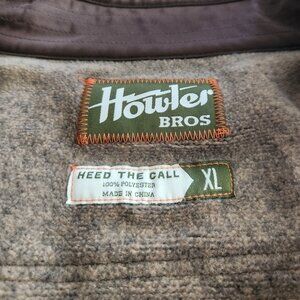 Howler
BROS
HEED THE CALL
100% POLYESTER
MADE IN CHINA
XL